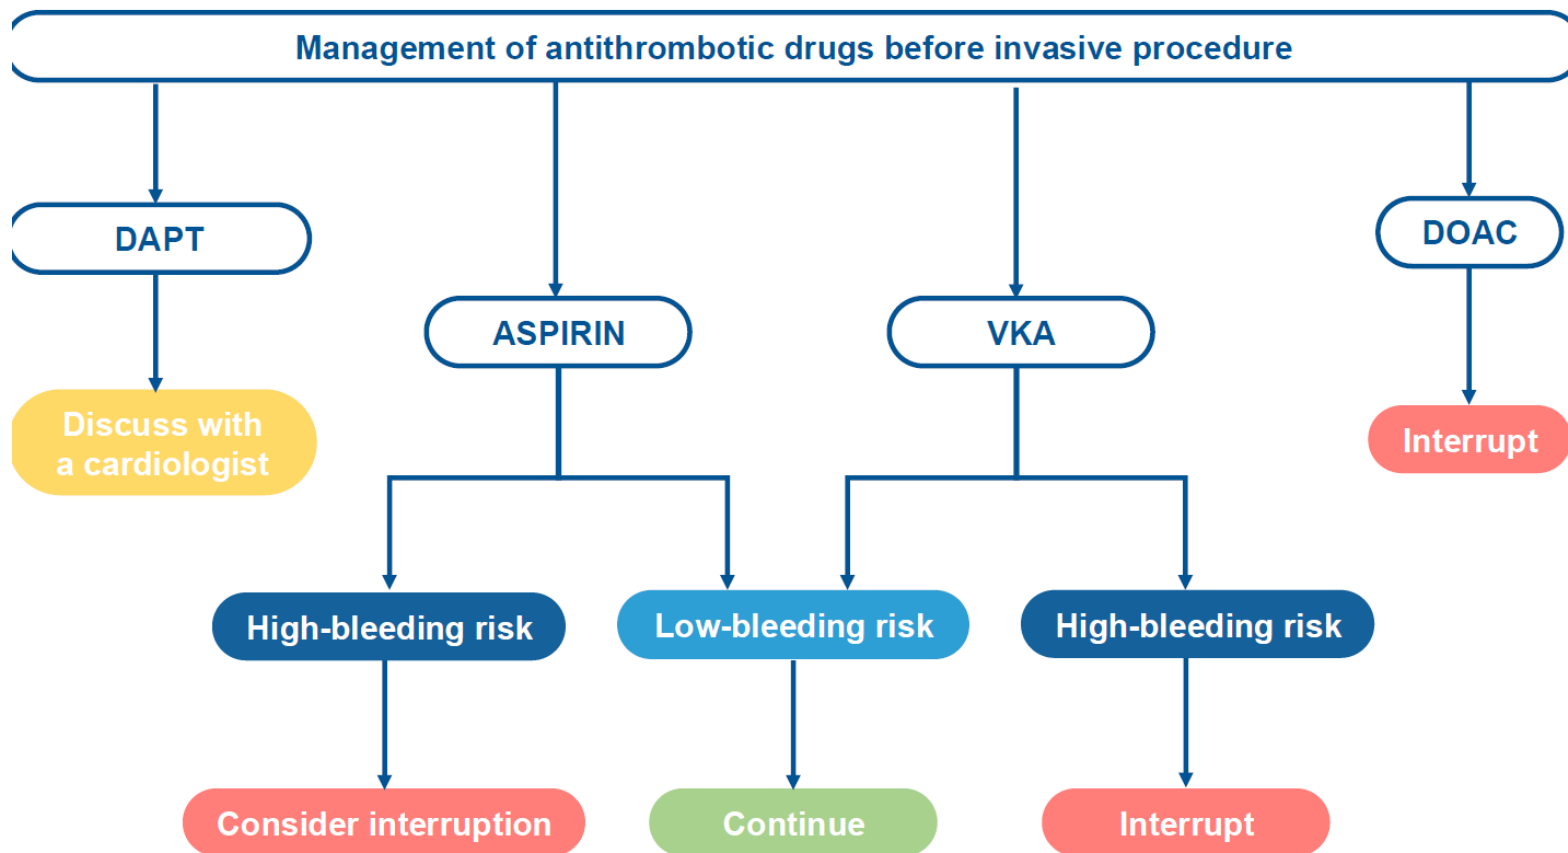 Management of antithrombotic drugs before invasive procedure
DAPT
DOAC
ASPIRIN
VKA
Discuss with
a cardiologist
Interrupt
High-bleeding risk
Low-bleeding risk
High-bleeding risk
Consider interruption
Continue
Interrupt